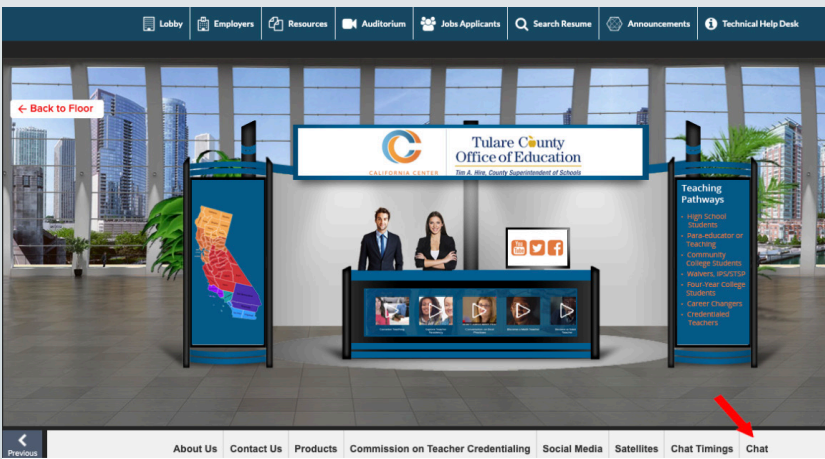 Lobby
Employers
Resources
Auditorium
Jobs Applicants
Search Resume
Announcements
Technical Help Desk
← Back to Floor
CALIFORNIA CENTER
Tulare County
Office of Education
Tim A. Hire, County Superintendent of Schools
Teaching
Pathways
• High School
Students
• Para-educator or
Teaching
• Community
College Students
• Waivers, IPS/STSP
• Four-Year College
Students
• Career Changers
• Credentialed
Teachers
You
Tube
Previous
About Us
Contact Us
Products
Commission on Teacher Credentialing
Social Media
Satellites
Chat Timings
Chat